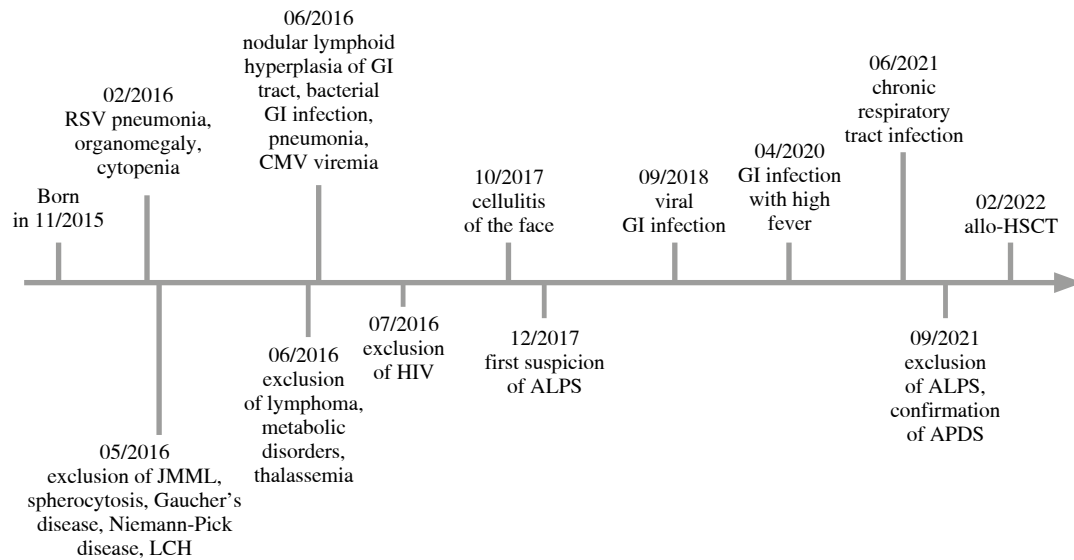 Born
in 11/2015
02/2016
RSV pneumonia,
organomegaly,
cytopenia
06/2016
nodular lymphoid
hyperplasia of GI
tract, bacterial
GI infection,
pneumonia,
CMV viremia
10/2017
cellulitis
of the face
09/2018
viral
GI infection
04/2020
GI infection
with high
fever
06/2021
chronic
respiratory
tract infection
02/2022
allo-HSCT
05/2016
exclusion of JMML,
spherocytosis, Gaucher’s
disease, Niemann-Pick
disease, LCH
06/2016
exclusion
of lymphoma,
metabolic
disorders,
thalassemia
07/2016
exclusion
of HIV
12/2017
first suspicion
of ALPS
09/2021
exclusion
of ALPS,
confirmation
of APDS